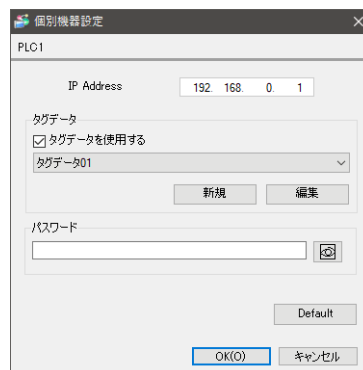 個別機器設定
PLC1
IP Address 192. 168. 0. 1
タグデータ
タグデータを使用する
タグデータ01
新規 編集
パスワード
Default
OK(O) キャンセル